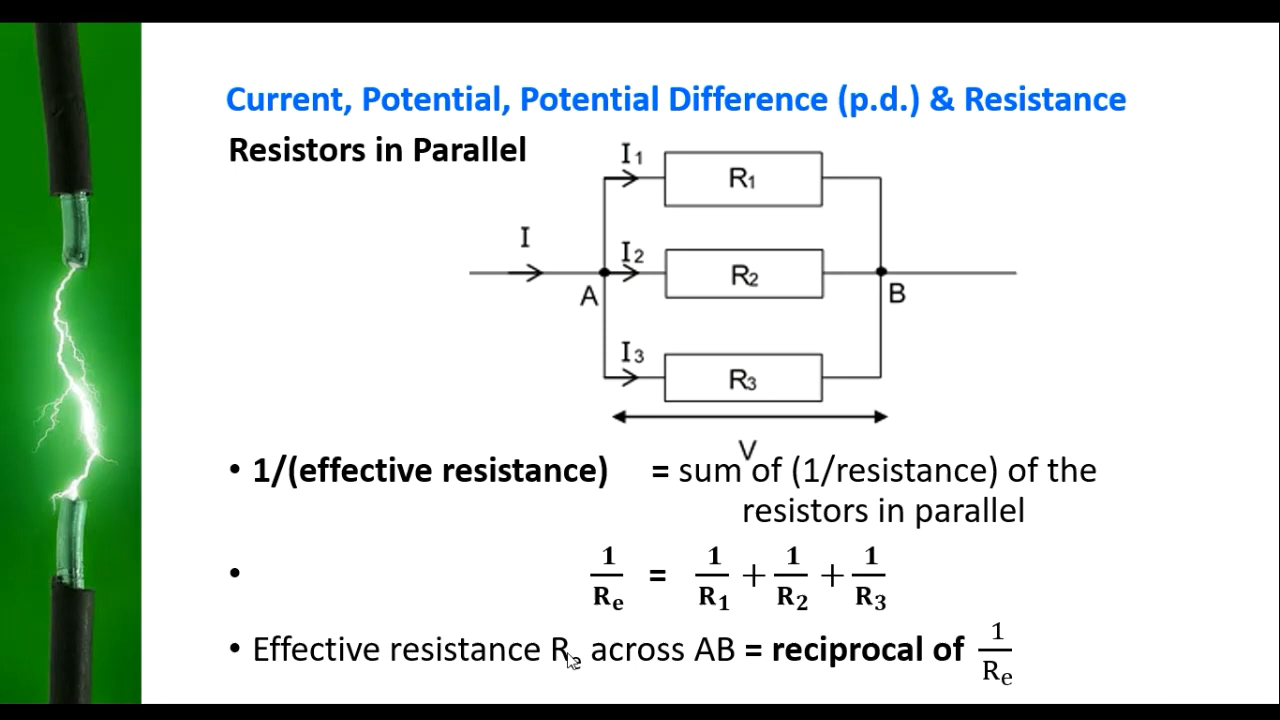 Current, Potential, Potential Difference (p.d.) & Resistance
Resistors in Parallel
I1
R1
I
I2
R2
A
B
I3
R3
V
• 1/(effective resistance) = sum of (1/resistance) of the
resistors in parallel
• 1/Re = 1/R1 + 1/R2 + 1/R3
• Effective resistance Re across AB = reciprocal of 1/Re